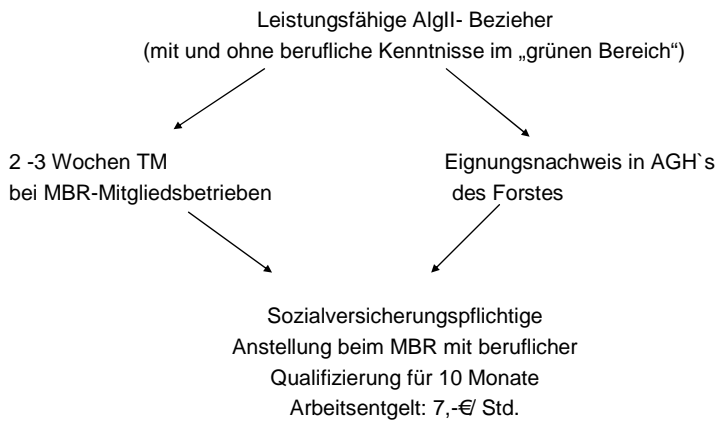 Leistungsfähige AlgII- Bezieher
(mit und ohne berufliche Kenntnisse im „grünen Bereich“)
2 -3 Wochen TM
bei MBR-Mitgliedsbetrieben
Eignungsnachweis in AGH`s
des Forstes
Sozialversicherungspflichtige
Anstellung beim MBR mit beruflicher
Qualifizierung für 10 Monate
Arbeitsentgelt: 7,-€/ Std.